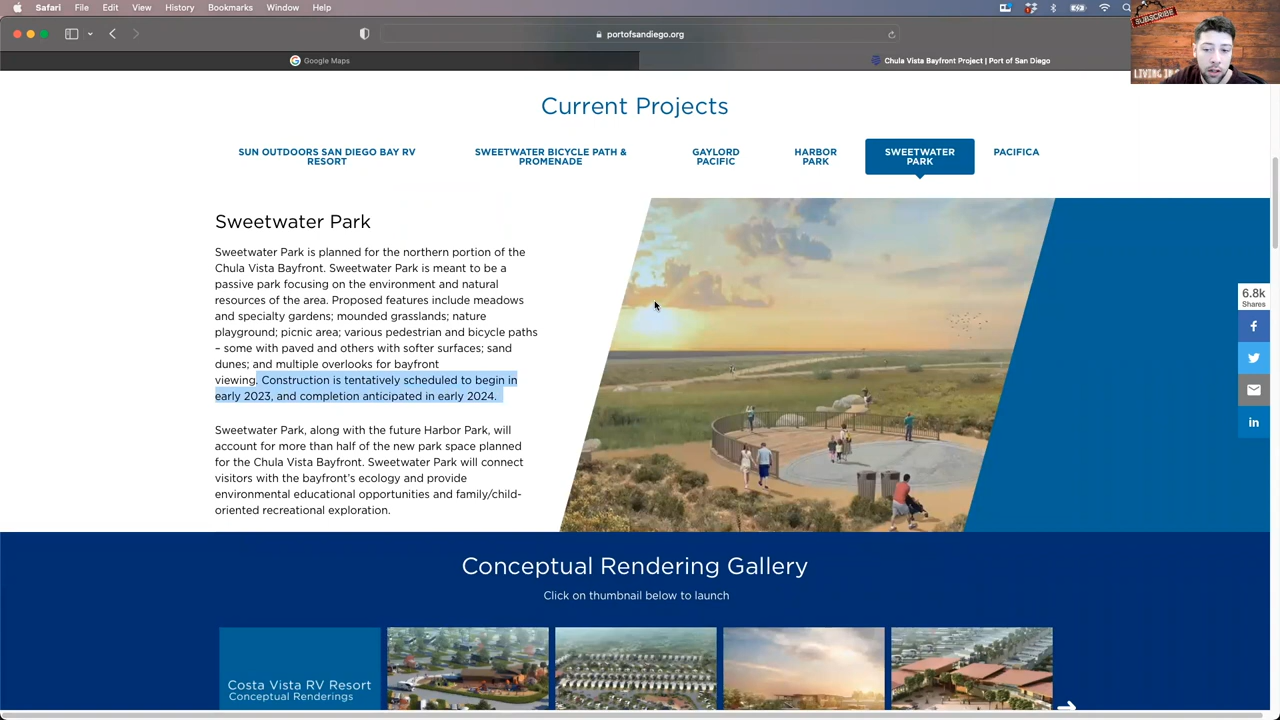 Safari File Edit View History Bookmarks Window Help
portofsandiego.org
Google Maps
Chula Vista Bayfront Project | Port of San Diego
SUBSCRIBE
LIVING IN
Current Projects
SUN OUTDOORS SAN DIEGO BAY RV
RESORT
SWEETWATER BICYCLE PATH &
PROMENADE
GAYLORD
PACIFIC
HARBOR
PARK
SWEETWATER
PARK
PACIFICA
Sweetwater Park
Sweetwater Park is planned for the northern portion of the
Chula Vista Bayfront. Sweetwater Park is meant to be a
passive park focusing on the environment and natural
resources of the area. Proposed features include meadows
and specialty gardens; mounded grasslands; nature
playground; picnic area; various pedestrian and bicycle paths
– some with paved and others with softer surfaces; sand
dunes; and multiple overlooks for bayfront
viewing. Construction is tentatively scheduled to begin in
early 2023, and completion anticipated in early 2024.
Sweetwater Park, along with the future Harbor Park, will
account for more than half of the new park space planned
for the Chula Vista Bayfront. Sweetwater Park will connect
visitors with the bayfront's ecology and provide
environmental educational opportunities and family/child-
oriented recreational exploration.
6.8k
Shares
f
in
Conceptual Rendering Gallery
Click on thumbnail below to launch
Costa Vista RV Resort
Conceptual Renderings